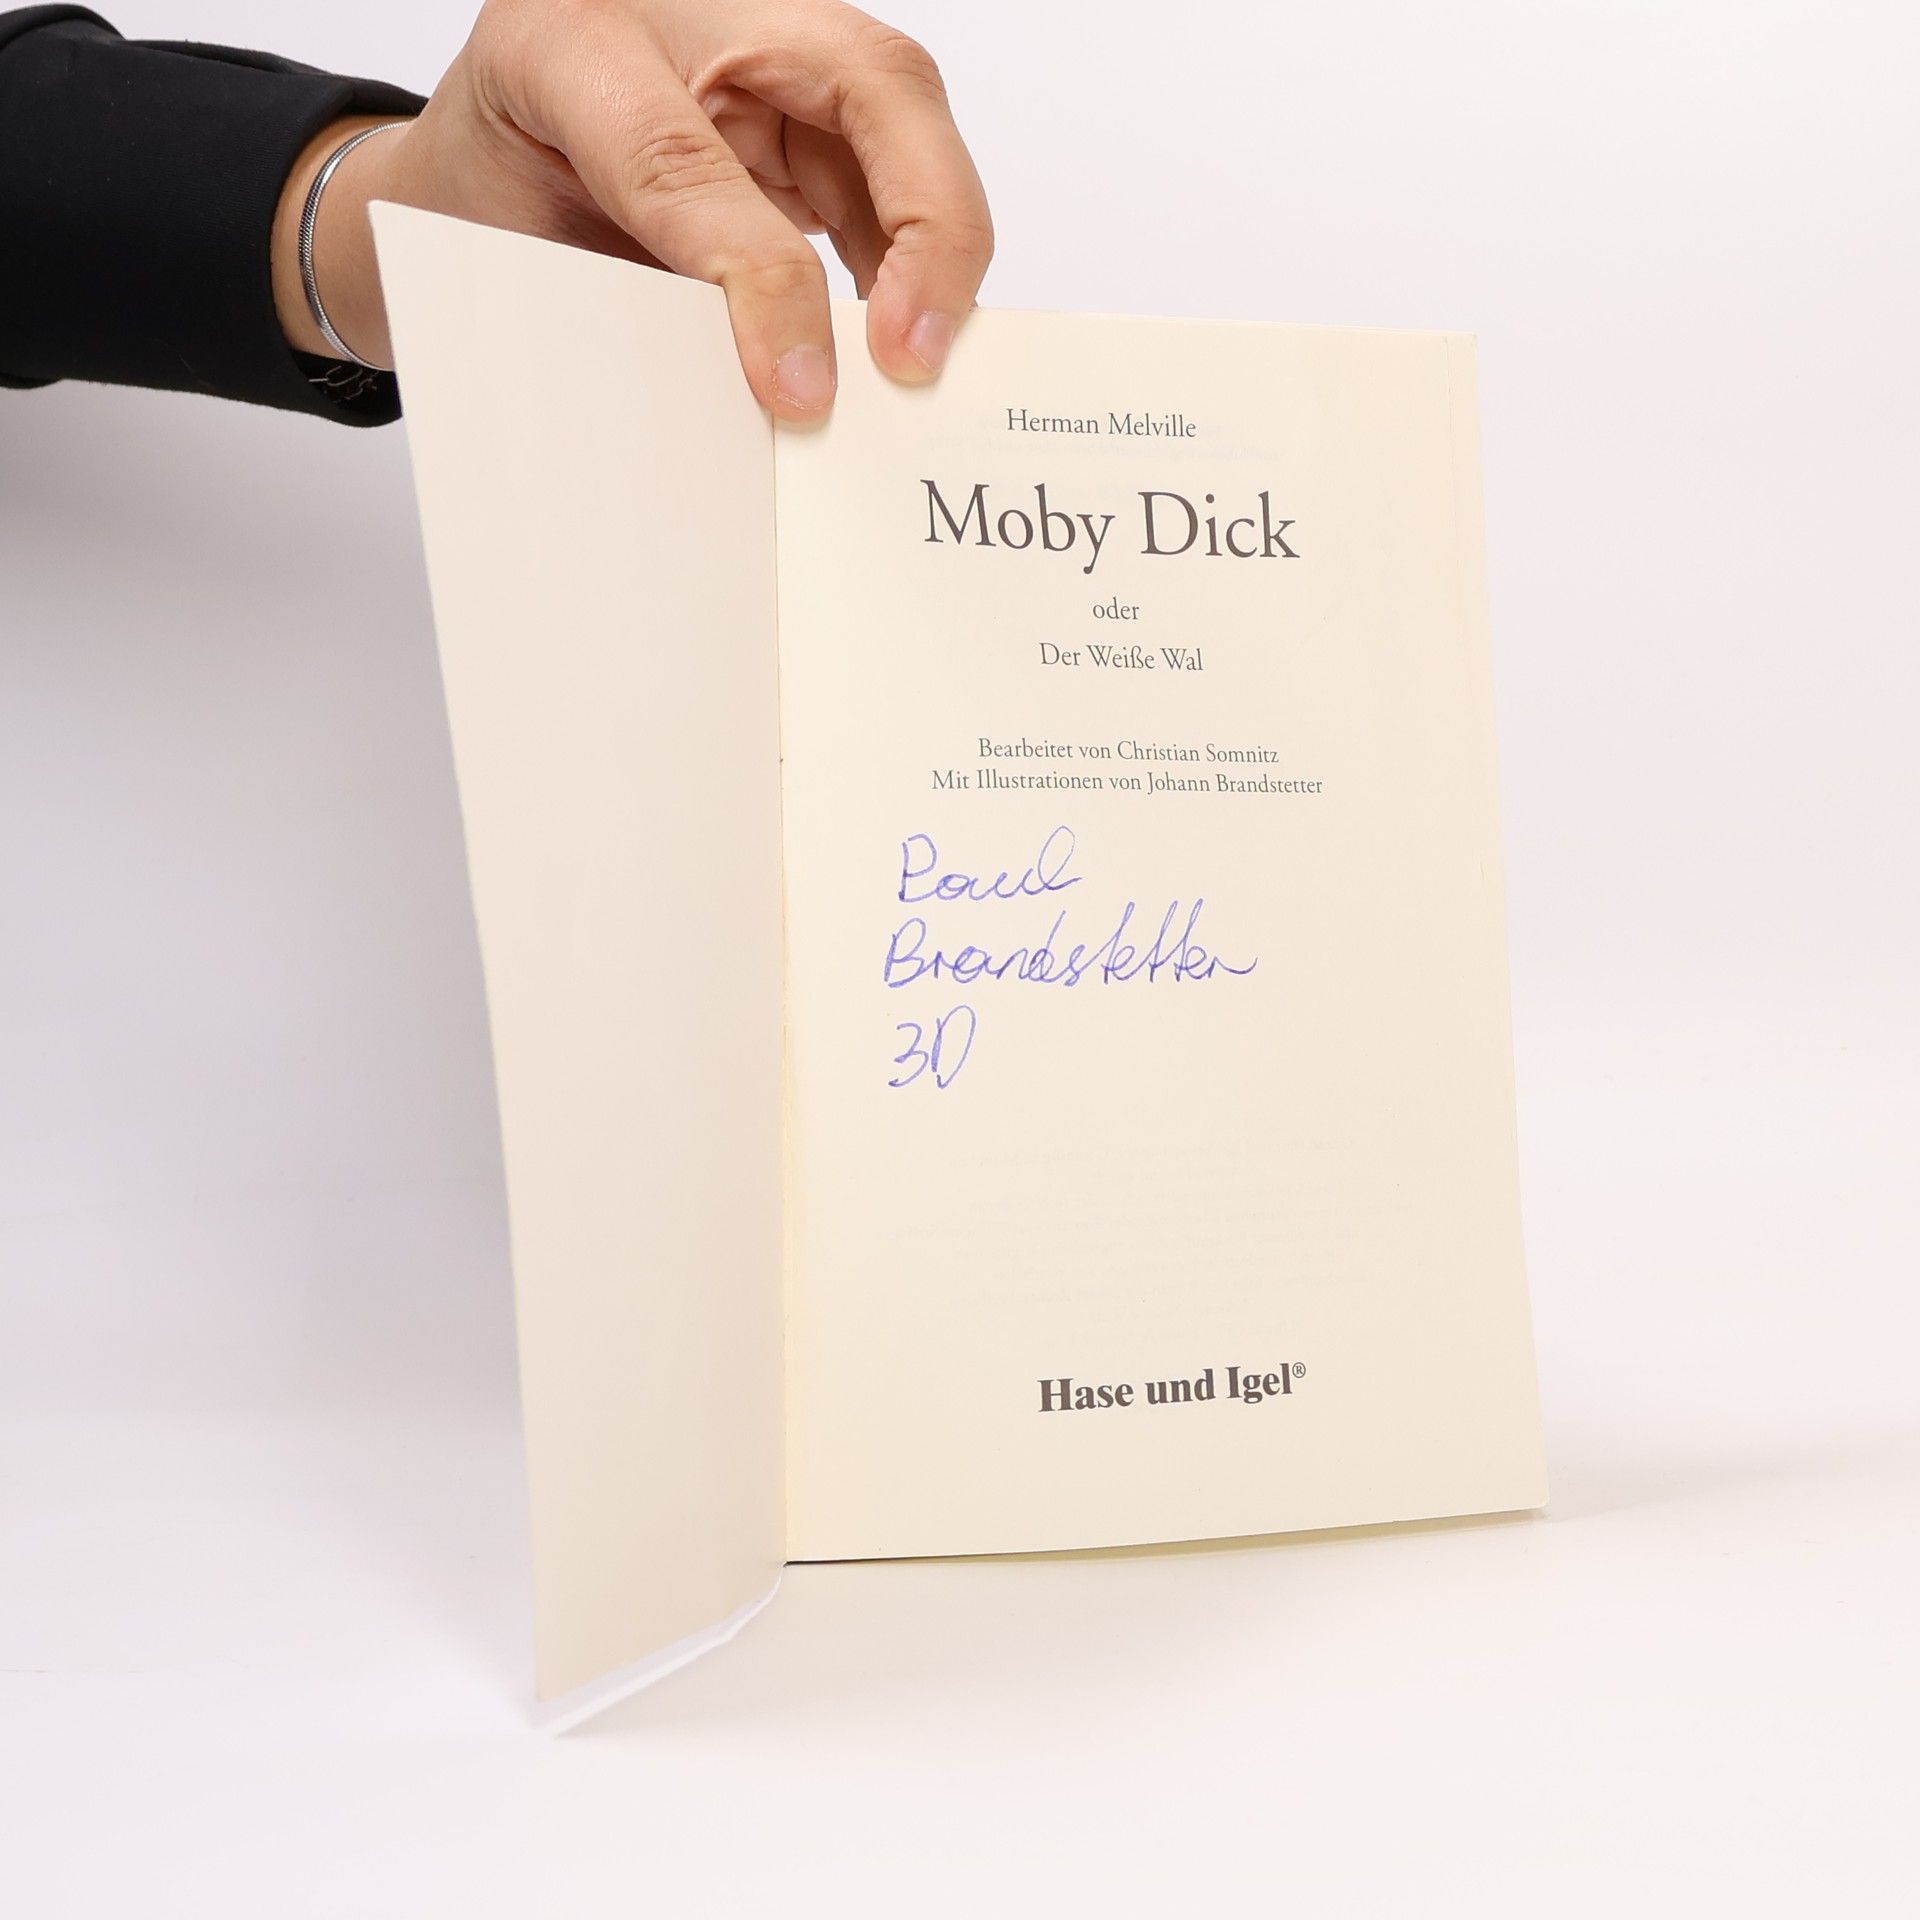 Herman Melville
Moby Dick
oder
Der Weiße Wal
Bearbeitet von Christian Somnitz
Mit Illustrationen von Johann Brandstetter
Paul
Brandstetter
3D
Hase und Igel®